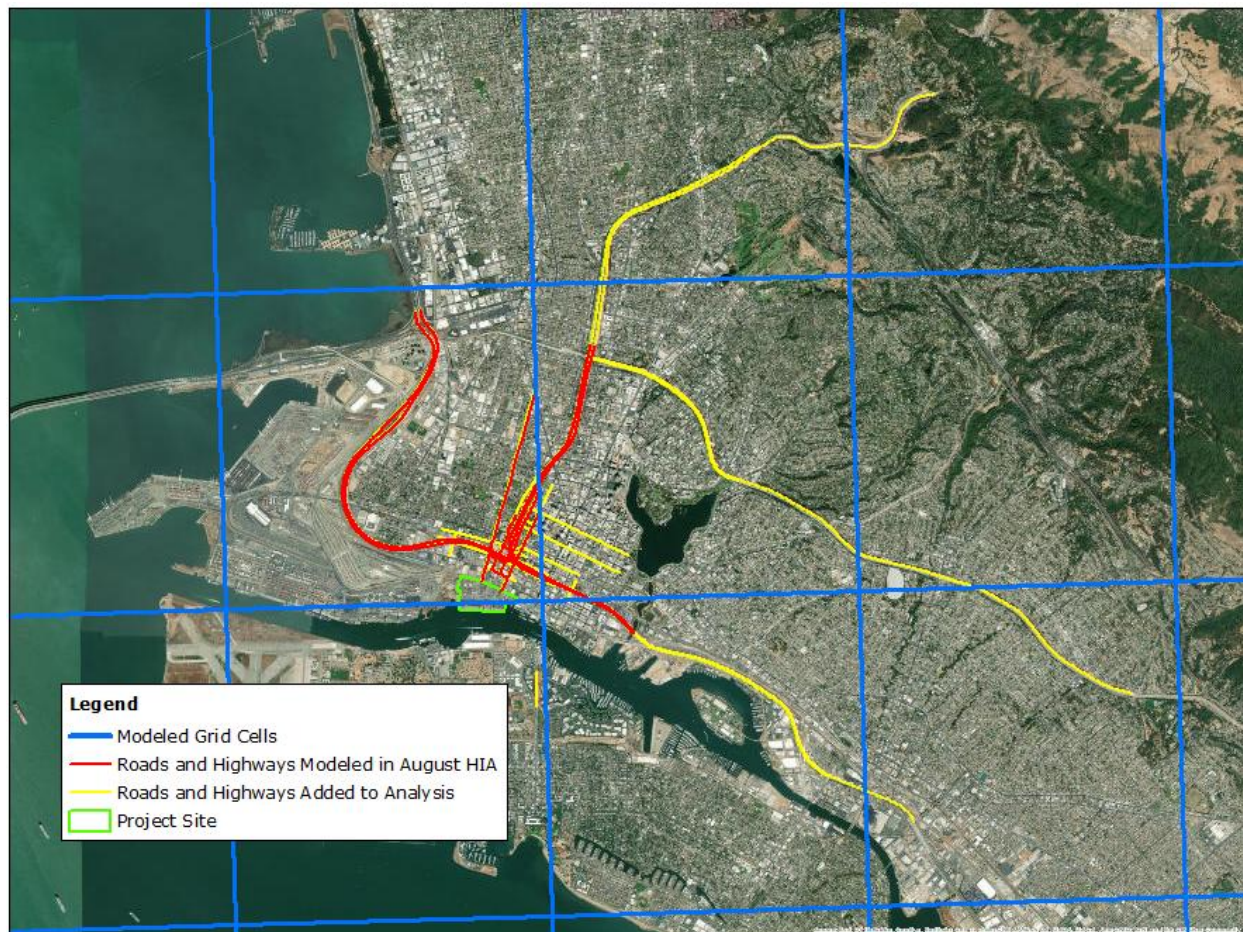 Legend
Modeled Grid Cells
Roads and Highways Modeled in August HIA
Roads and Highways Added to Analysis
Project Site